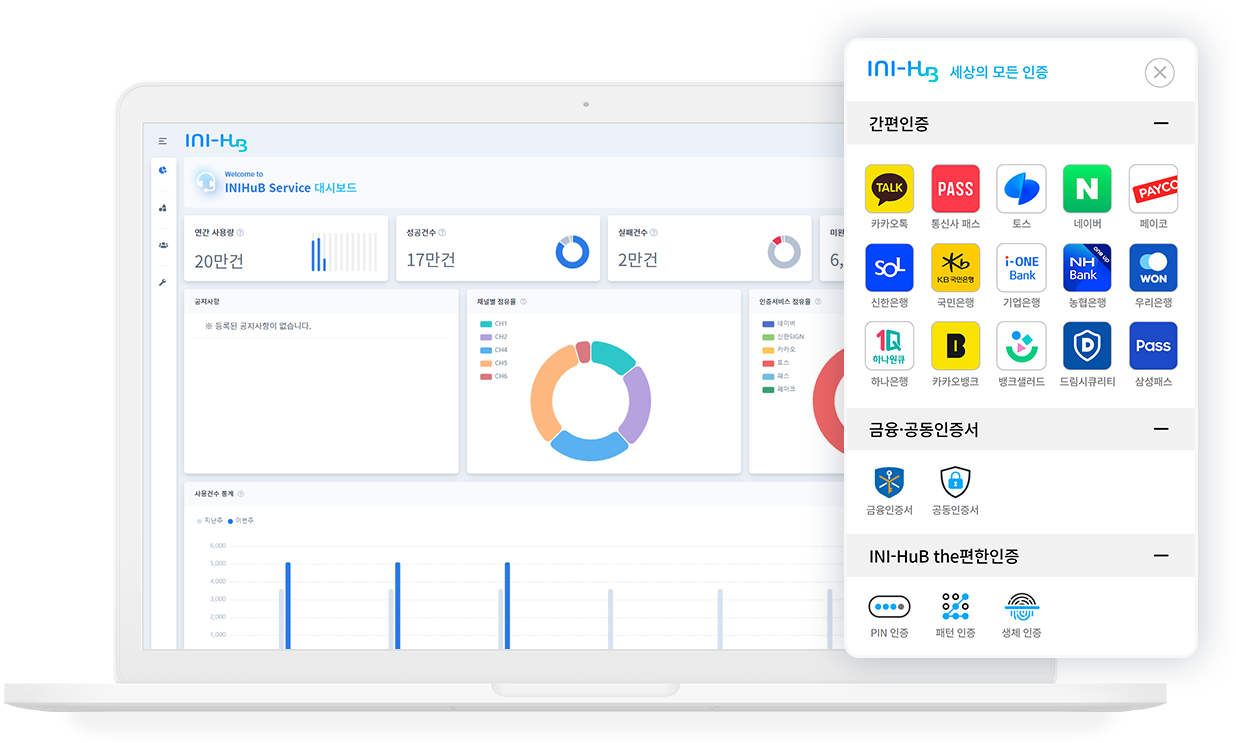 INI-HuB
Welcome to
INIHuB Service 대시보드
연간 사용량
20만건
성공건수
17만건
실패건수
2만건
미완
6,
공지사항
※ 등록된 공지사항이 없습니다.
채널별 점유율
CH1
CH2
CH4
CH5
CH6
인증서비스 점유율
네이버
신한SIGN
카카오
토스
패스
페이코
사용건수 통계
지난주
이번주
6,000
5,000
4,000
3,000
2,000
1,000
INI-HuB 세상의 모든 인증
간편인증
TALK
PASS
N
PAYCO
카카오톡
통신사 패스
토스
네이버
페이코
SOL
Kb
KB 국민은행
i-ONE
Bank
NH
Bank
one up
WON
신한은행
국민은행
기업은행
농협은행
우리은행
1Q
하나원큐
B
D
Pass
하나은행
카카오뱅크
뱅크샐러드
드림시큐리티
삼성패스
금융·공동인증서
금융인증서
공동인증서
INI-HuB the편한인증
PIN 인증
패턴 인증
생체 인증